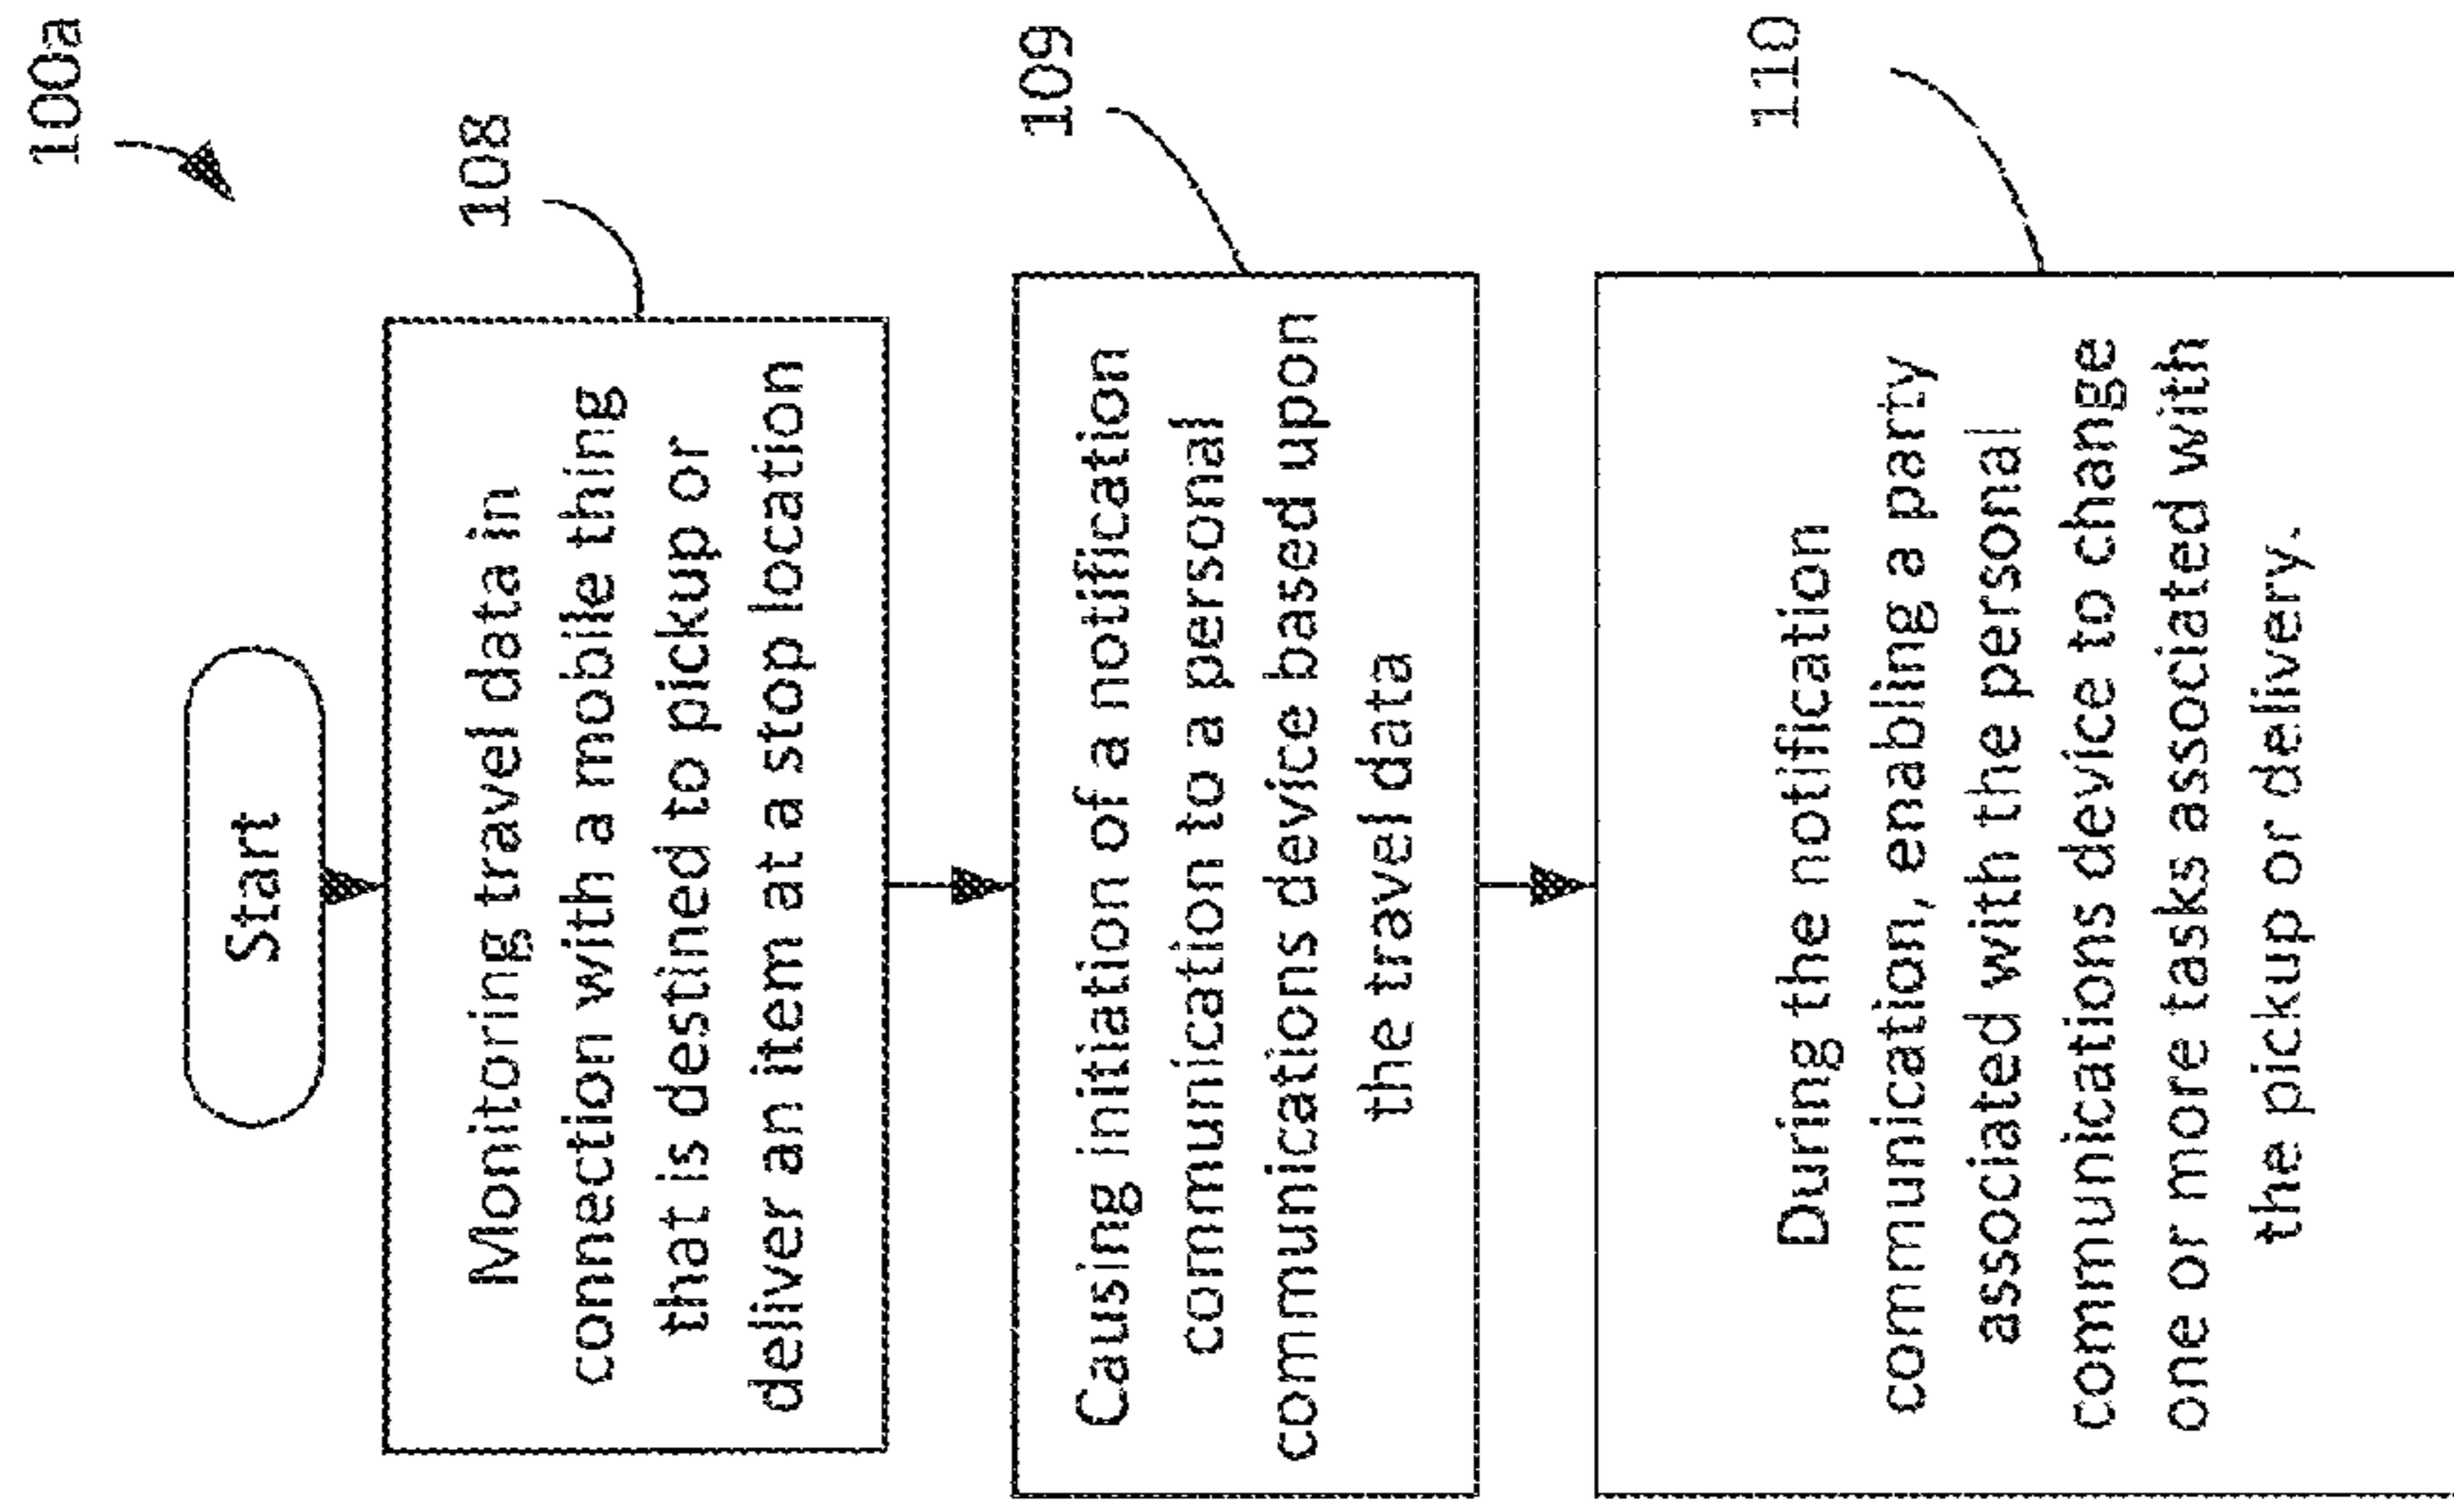 100a
Start
108
Monitoring travel data in
connection with a mobile thing
that is destined to pickup or
deliver an item at a stop location
109
Causing initiation of a notification
communication to a personal
communications device based upon
the travel data
110
During the notification
communication, enabling a party
associated with the personal
communications device to change
one or more tasks associated with
the pickup or delivery.